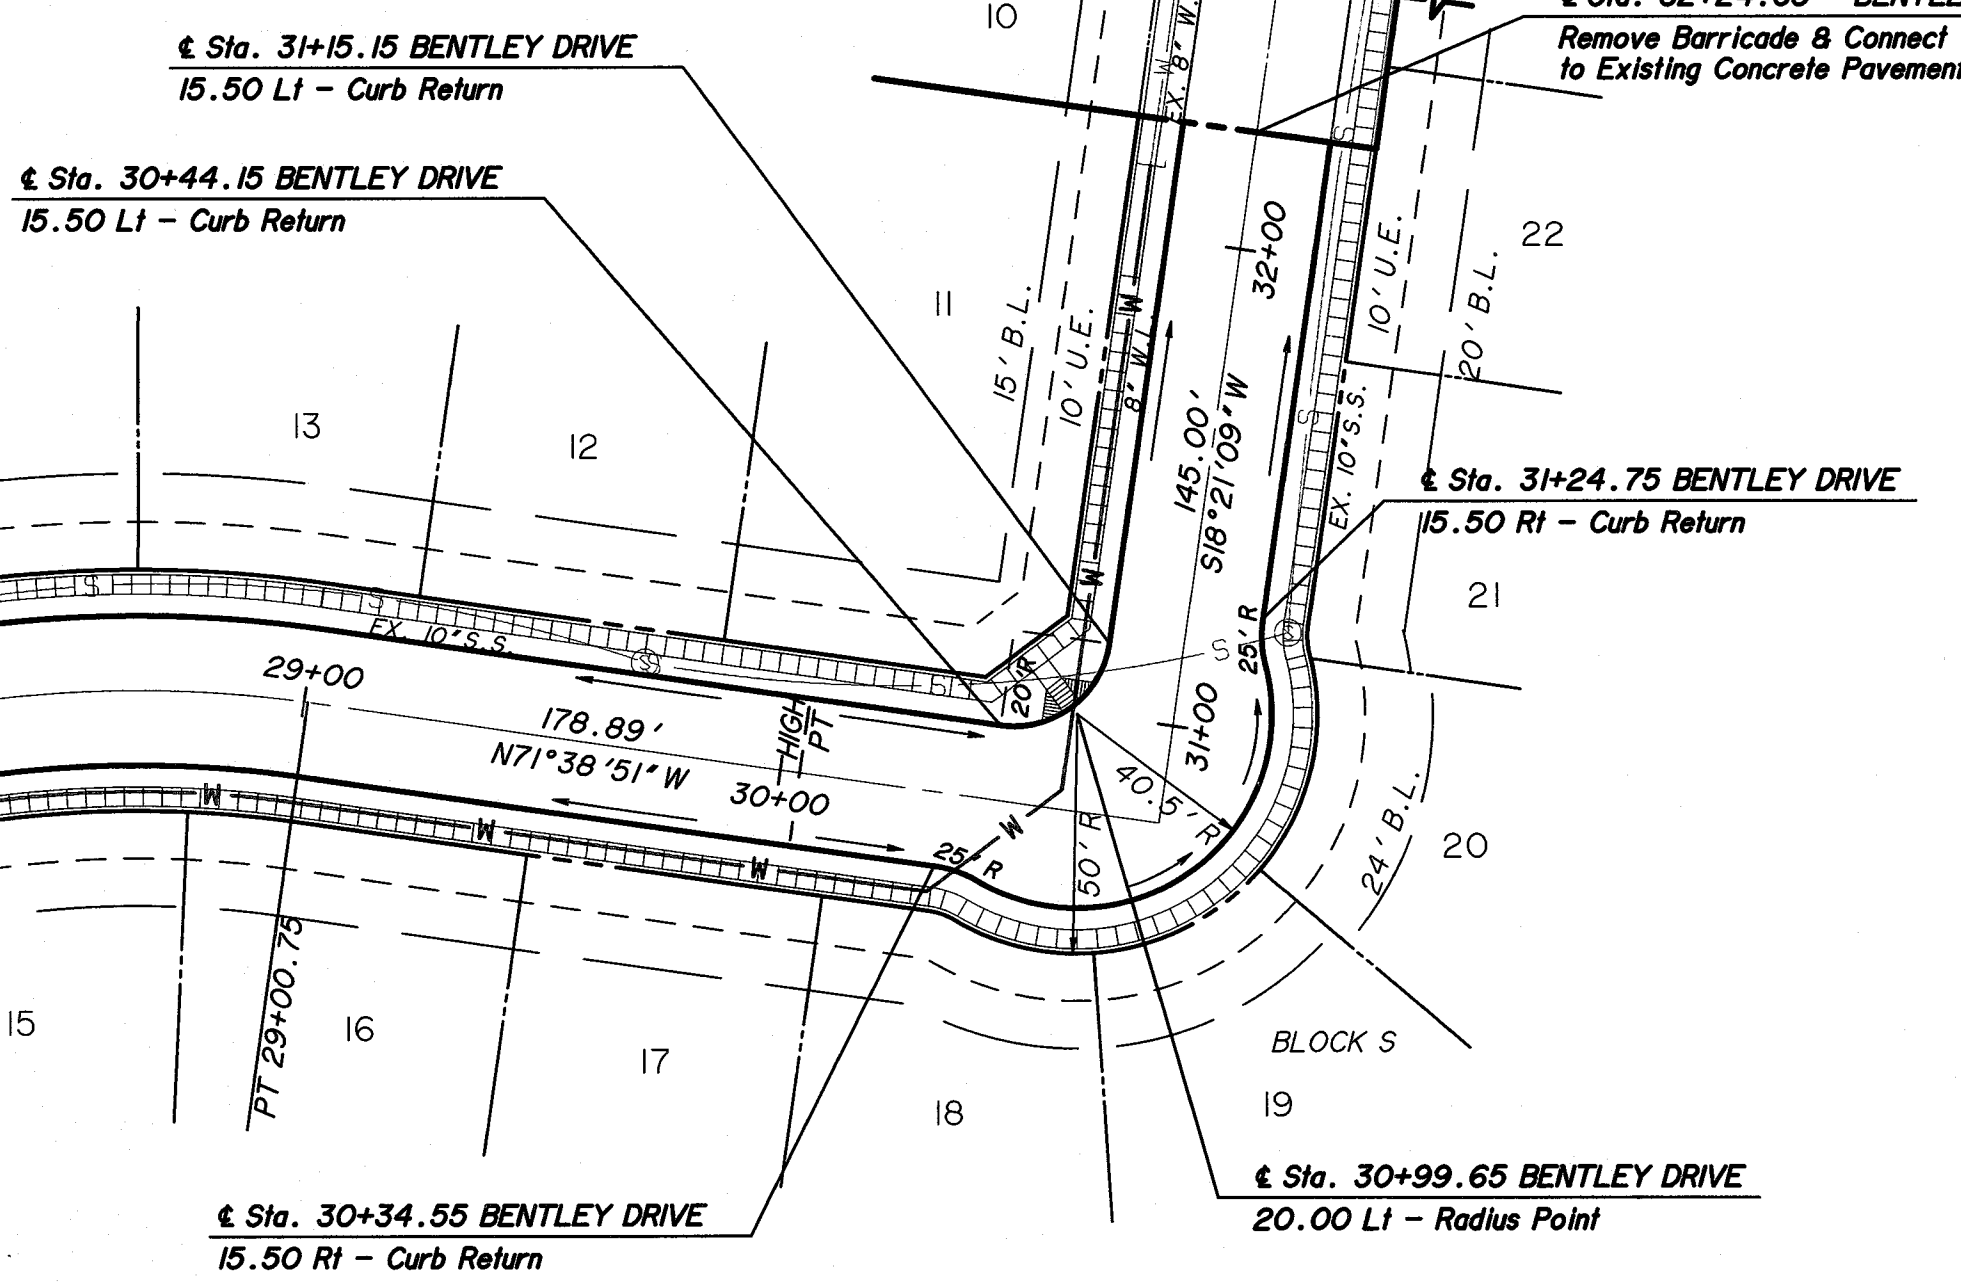 10
EX. 8" W.
BENTLE
Remove Barricade & Connect
to Existing Concrete Pavement
℄ Sta. 31+15.15 BENTLEY DRIVE
15.50 Lt - Curb Return
℄ Sta. 30+44.15 BENTLEY DRIVE
15.50 Lt - Curb Return
22
11
15' B.L.
10' U.E.
W
8" W.
32+00
10' U.E.
20' B.L.
S
13
12
145.00'
S18°21'09"W
EX. 10" S.S.
℄ Sta. 31+24.75 BENTLEY DRIVE
15.50 Rt - Curb Return
21
S
S
EX. 10" S.S.
S
W
S
20' R
25' R
S
S
29+00
178.89'
N71°38'51"W
HIGH
PT
30+00
31+00
40.5' R
50' R
W
W
W
W
25' R
24' B.L.
20
PT 29+00.75
15
16
17
18
19
BLOCK S
℄ Sta. 30+34.55 BENTLEY DRIVE
15.50 Rt - Curb Return
℄ Sta. 30+99.65 BENTLEY DRIVE
20.00 Lt - Radius Point